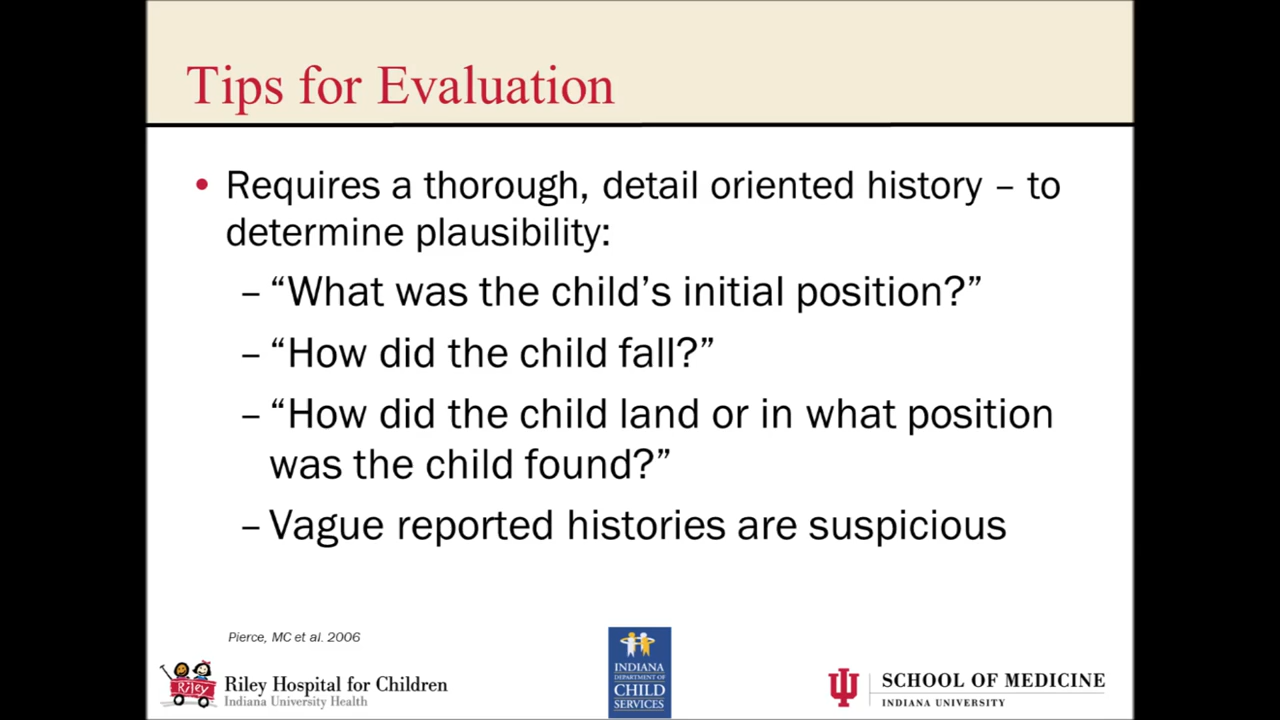 Tips for Evaluation
• Requires a thorough, detail oriented history – to
determine plausibility:
– “What was the child’s initial position?”
– “How did the child fall?”
– “How did the child land or in what position
was the child found?”
– Vague reported histories are suspicious
Pierce, MC et al. 2006
Riley
Riley Hospital for Children
Indiana University Health
INDIANA
DEPARTMENT OF
CHILD
SERVICES
SCHOOL OF MEDICINE
INDIANA UNIVERSITY